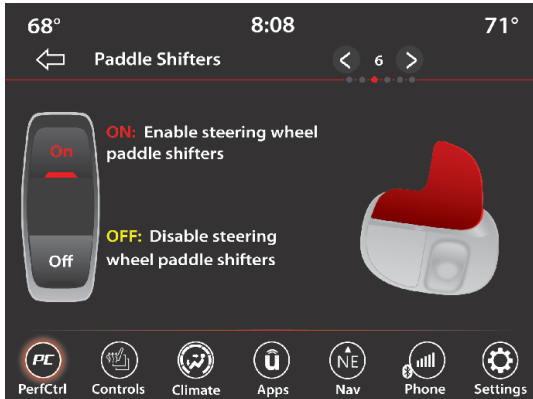 68° 8:08 71°
Paddle Shifters < 6 >
On
ON: Enable steering wheel
paddle shifters
OFF: Disable steering
wheel paddle shifters
Off
PC û NE
PerfCtrl Controls Climate Apps Nav Phone Settings